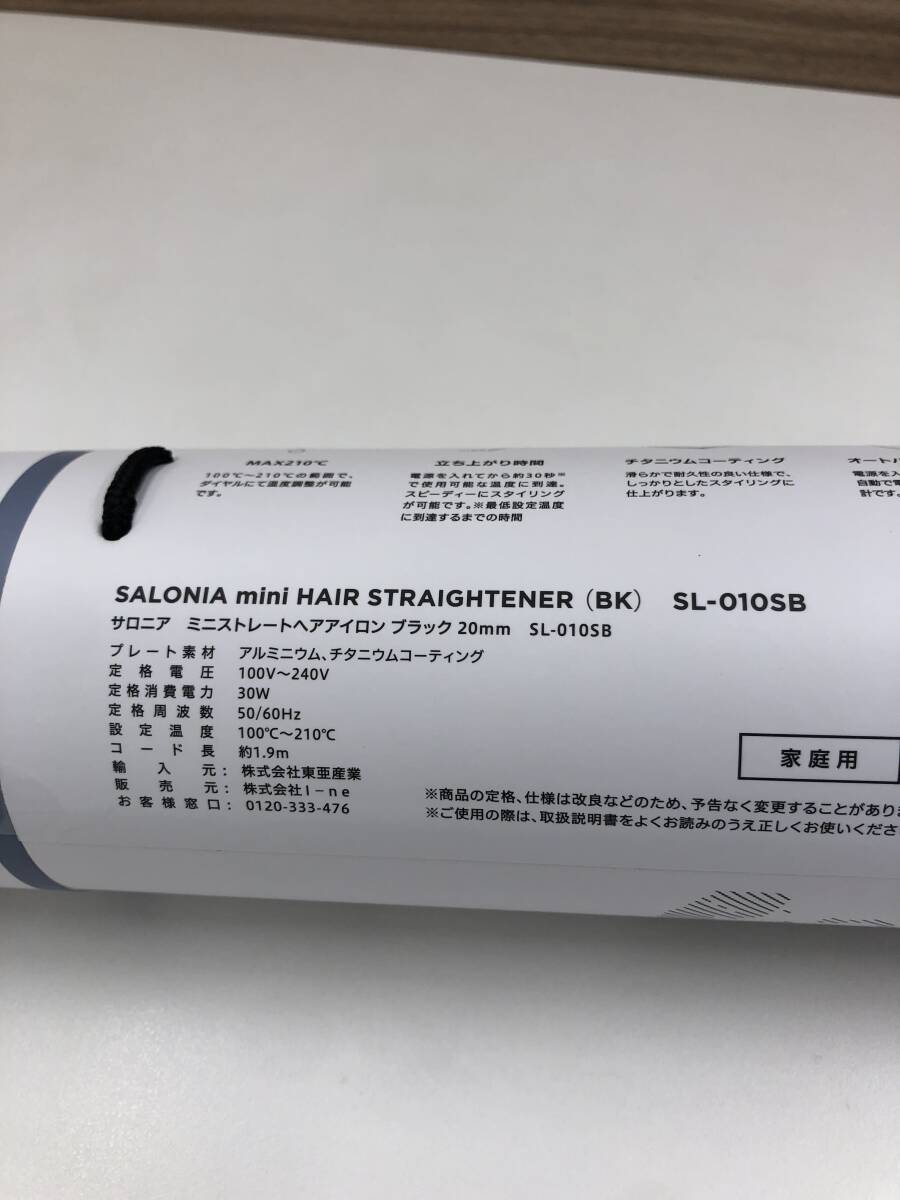 MAX210℃
100℃〜210℃の範囲で、
ダイヤルにて温度調整が可能
です。
立ち上がり時間
電源を入れてから約30秒※
で使用可能な温度に到達。
スピーディーにスタイリング
が可能です。※最低設定温度
に到達するまでの時間
チタニウムコーティング
滑らかで耐久性の良い仕様で、
しっかりとしたスタイリングに
仕上がります。
オートパ
電源を入
自動で電
計です。
SALONIA mini HAIR STRAIGHTENER（BK） SL-010SB
サロニア ミニストレートヘアアイロン ブラック 20mm SL-010SB
プレート素材 アルミニウム、チタニウムコーティング
定格電圧 100V〜240V
定格消費電力 30W
定格周波数 50/60Hz
設定温度 100℃〜210℃
コード長 約1.9m
輸入元： 株式会社東亜産業
販売元： 株式会社I-ne
お客様窓口： 0120-333-476
家庭用
※商品の定格、仕様は改良などのため、予告なく変更することがありま
※ご使用の際は、取扱説明書をよくお読みのうえ正しくお使いくださ